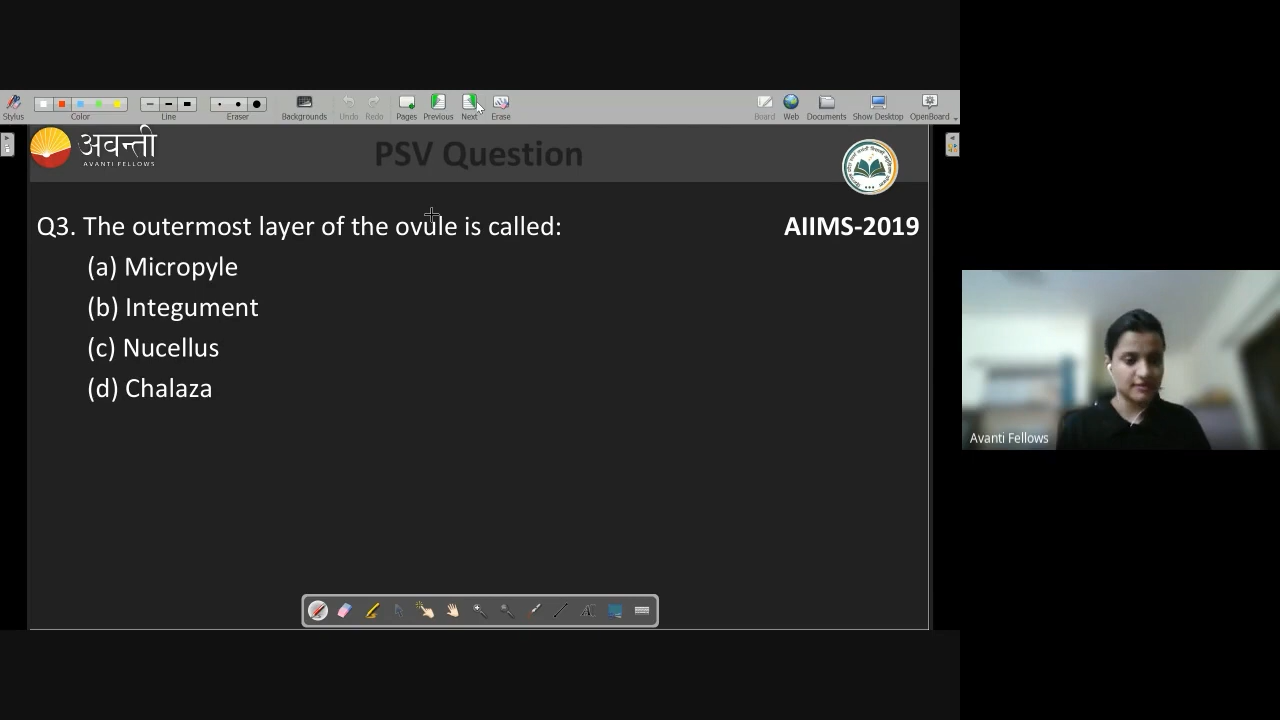 Stylus
Color
Line
Eraser
Backgrounds
Undo
Redo
Pages
Previous
Next
Erase
Board
Web
Documents
Show Desktop
OpenBoard
अवन्ती
AVANTI FELLOWS
PSV Question
Q3. The outermost layer of the ovule is called:
AIIMS-2019
(a) Micropyle
(b) Integument
(c) Nucellus
(d) Chalaza
Avanti Fellows